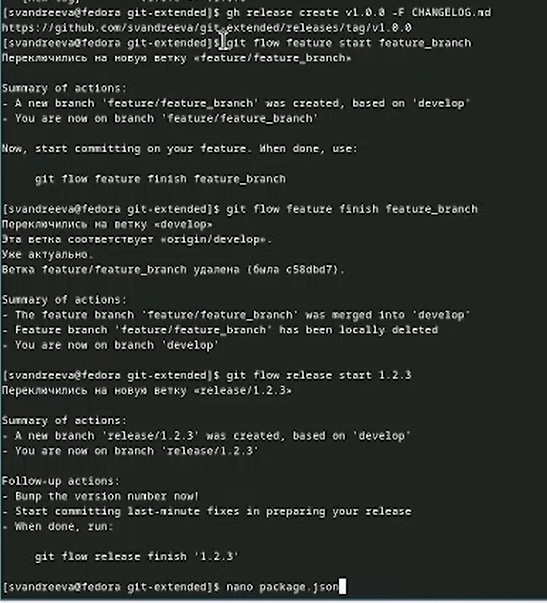 [svandreeva@fedora git-extended]$ gh release create v1.0.0 -F CHANGELOG.md
https://github.com/svandreeva/git-extended/releases/tag/v1.0.0
[svandreeva@fedora git-extended]$ git flow feature start feature_branch
Переключились на новую ветку «feature/feature_branch»
Summary of actions:
- A new branch 'feature/feature_branch' was created, based on 'develop'
- You are now on branch 'feature/feature_branch'
Now, start committing on your feature. When done, use:
git flow feature finish feature_branch
[svandreeva@fedora git-extended]$ git flow feature finish feature_branch
Переключились на ветку «develop»
Эта ветка соответствует «origin/develop».
Уже актуально.
Ветка feature/feature_branch удалена (была c58dbd7).
Summary of actions:
- The feature branch 'feature/feature_branch' was merged into 'develop'
- Feature branch 'feature/feature_branch' has been locally deleted
- You are now on branch 'develop'
[svandreeva@fedora git-extended]$ git flow release start 1.2.3
Переключились на новую ветку «release/1.2.3»
Summary of actions:
- A new branch 'release/1.2.3' was created, based on 'develop'
- You are now on branch 'release/1.2.3'
Follow-up actions:
- Bump the version number now!
- Start committing last-minute fixes in preparing your release
- When done, run:
git flow release finish '1.2.3'
[svandreeva@fedora git-extended]$ nano package.json